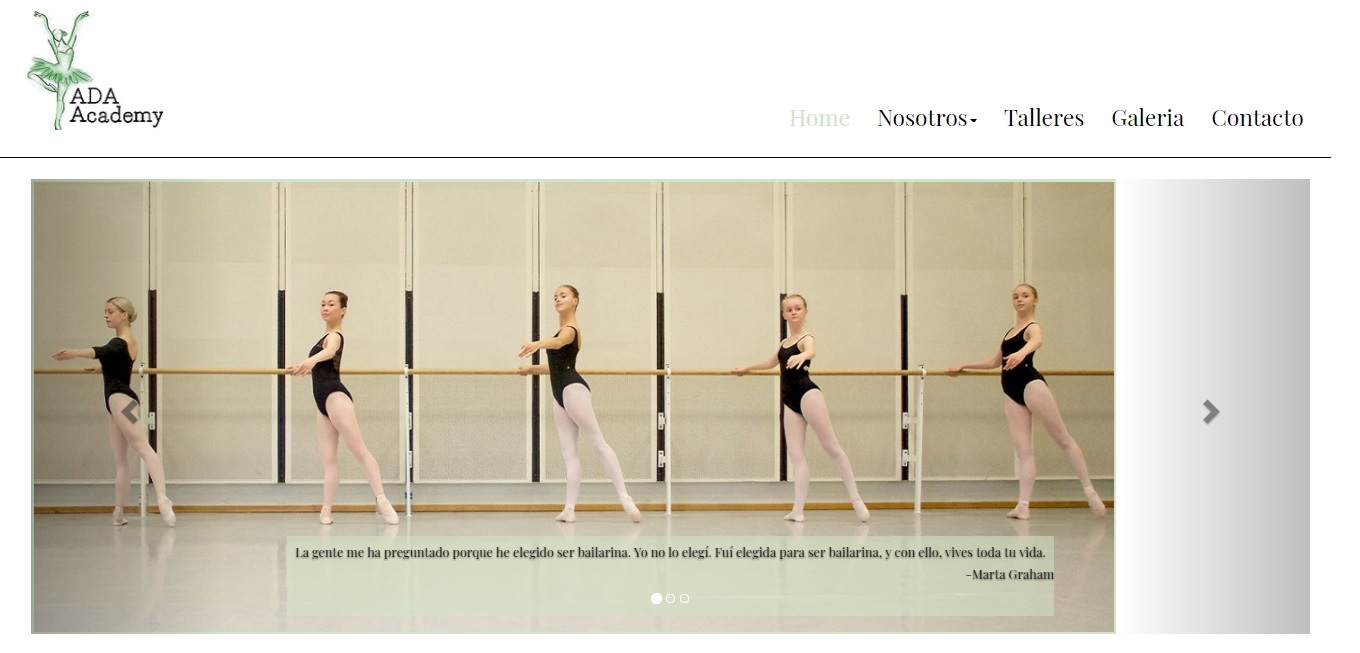 ADA
Academy
Home Nosotros Talleres Galeria Contacto
La gente me ha preguntado porque he elegido ser bailarina. Yo no lo elegí. Fuí elegida para ser bailarina, y con ello, vives toda tu vida.
-Marta Graham